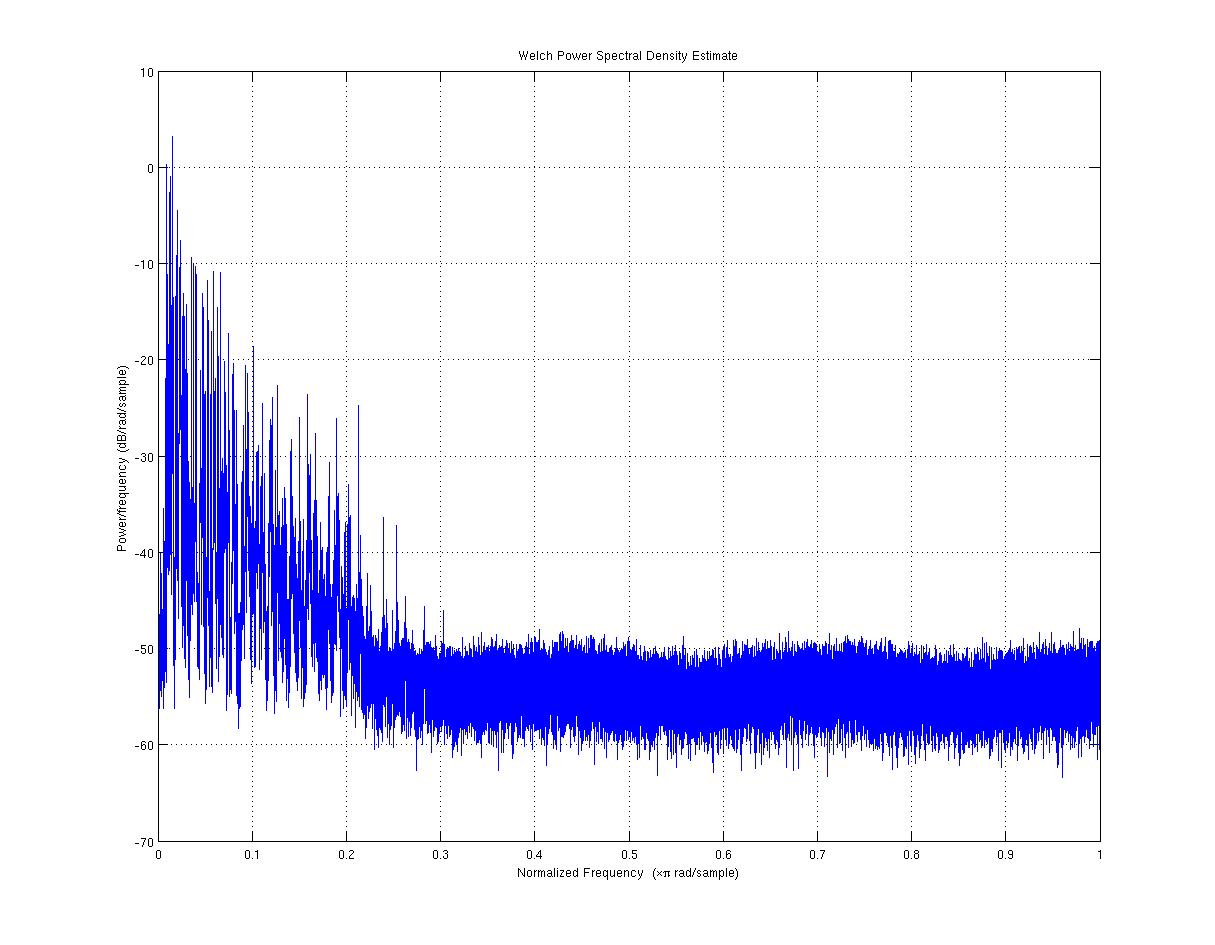 Welch Power Spectral Density Estimate
10
0
-10
-20
-30
-40
-50
-60
-70
Power/frequency (dB/rad/sample)
0 0.1 0.2 0.3 0.4 0.5 0.6 0.7 0.8 0.9 1
Normalized Frequency (×π rad/sample)